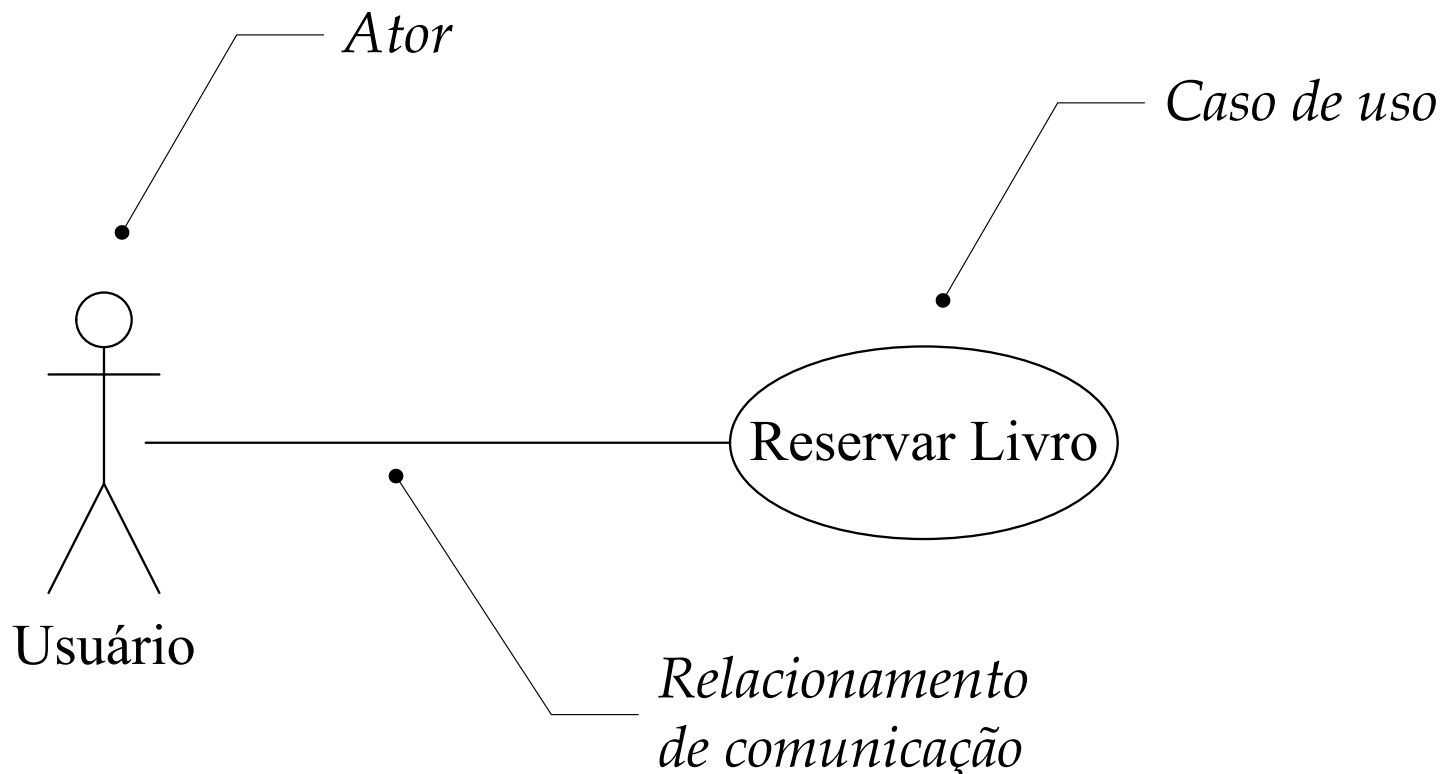 Ator
Caso de uso
Reservar Livro
Usuário
Relacionamento
de comunicação